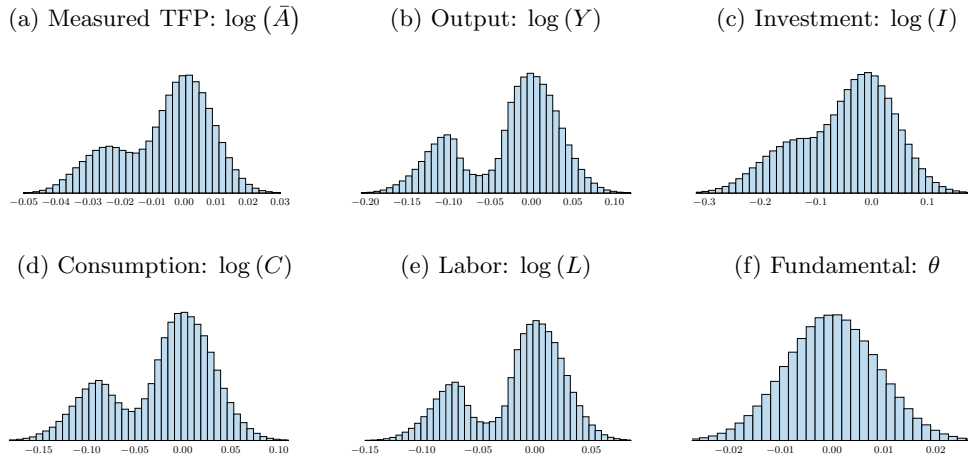 (a) Measured TFP: log (Ā) (b) Output: log (Y) (c) Investment: log (I)
−0.05 −0.04 −0.03 −0.02 −0.01 0.00 0.01 0.02 0.03 −0.20 −0.15 −0.10 −0.05 0.00 0.05 0.10 −0.3 −0.2 −0.1 0.0 0.1
(d) Consumption: log (C) (e) Labor: log (L) (f) Fundamental: θ
−0.15 −0.10 −0.05 0.00 0.05 0.10 −0.15 −0.10 −0.05 0.00 0.05 −0.02 −0.01 0.00 0.01 0.02